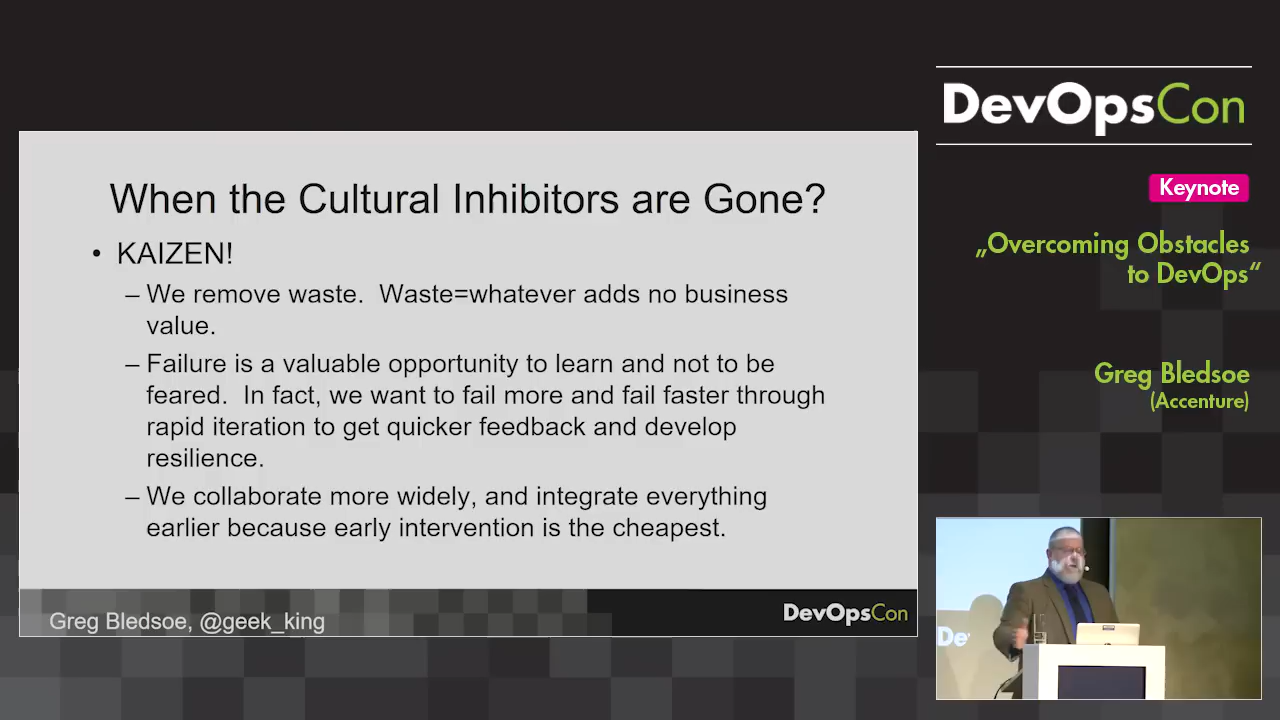 When the Cultural Inhibitors are Gone?
• KAIZEN!
– We remove waste.  Waste=whatever adds no business
value.
– Failure is a valuable opportunity to learn and not to be
feared.  In fact, we want to fail more and fail faster through
rapid iteration to get quicker feedback and develop
resilience.
– We collaborate more widely, and integrate everything
earlier because early intervention is the cheapest.
Greg Bledsoe, @geek_king
DevOpsCon
DevOpsCon
Keynote
„Overcoming Obstacles
to DevOps“
Greg Bledsoe
(Accenture)
De